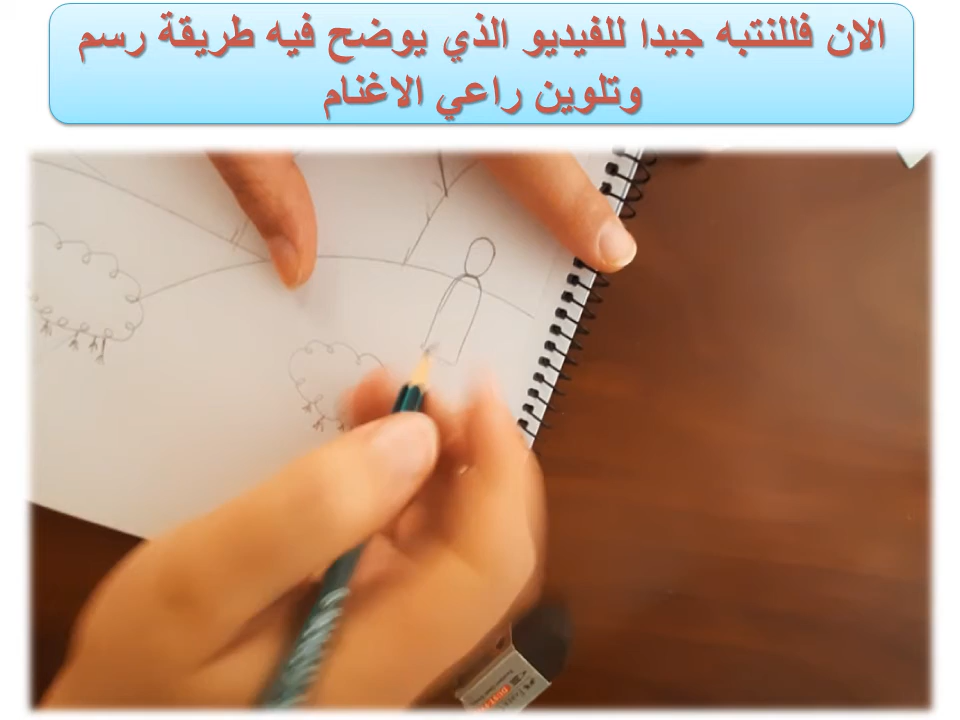 الان فللنتبه جيدا للفيديو الذي يوضح فيه طريقة رسم
وتلوين راعي الاغنام